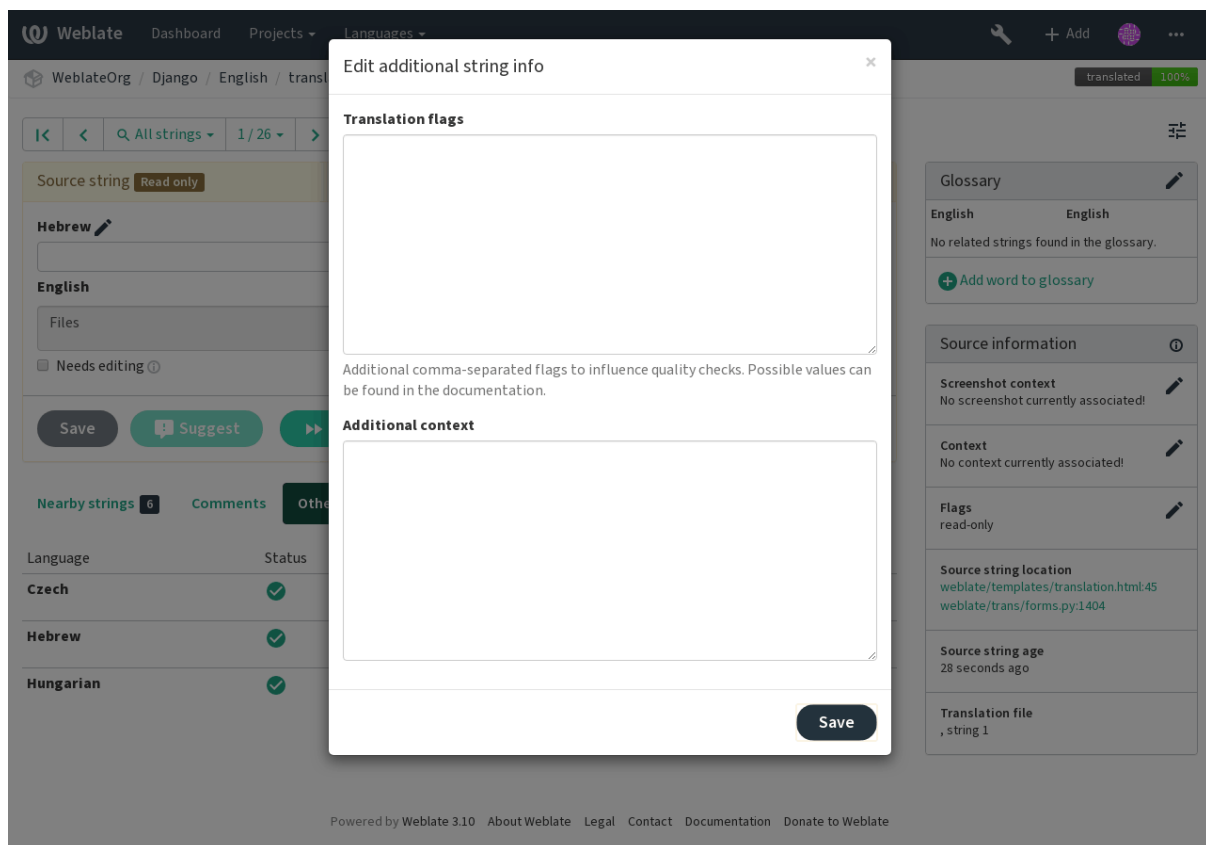 Weblate Dashboard Projects Languages Add
WeblateOrg / Django / English / transl translated 100%
Edit additional string info
×
All strings 1 / 26
Source string Read only
Hebrew
English
Files
Needs editing
Save Suggest
Nearby strings 6 Comments Othe
Language Status
Czech
Hebrew
Hungarian
Translation flags
Additional comma-separated flags to influence quality checks. Possible values can
be found in the documentation.
Additional context
Save
Glossary
English English
No related strings found in the glossary.
Add word to glossary
Source information
Screenshot context
No screenshot currently associated!
Context
No context currently associated!
Flags
read-only
Source string location
weblate/templates/translation.html:45
weblate/trans/forms.py:1404
Source string age
28 seconds ago
Translation file
, string 1
Powered by Weblate 3.10 About Weblate Legal Contact Documentation Donate to Weblate